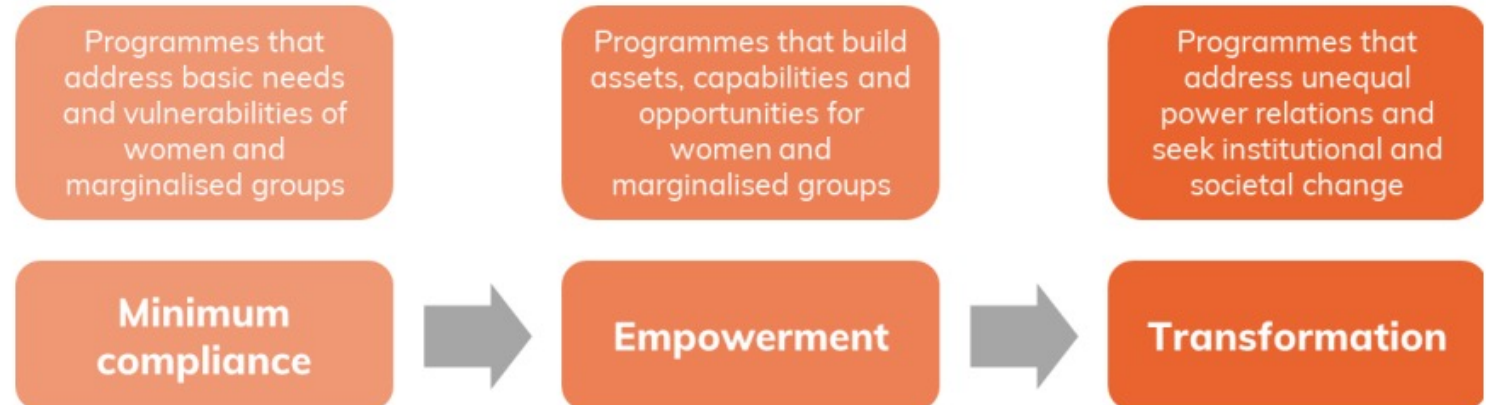 Programmes that
address basic needs
and vulnerabilities of
women and
marginalised groups
Programmes that build
assets, capabilities and
opportunities for
women and
marginalised groups
Programmes that
address unequal
power relations and
seek institutional and
societal change
Minimum
compliance
Empowerment
Transformation